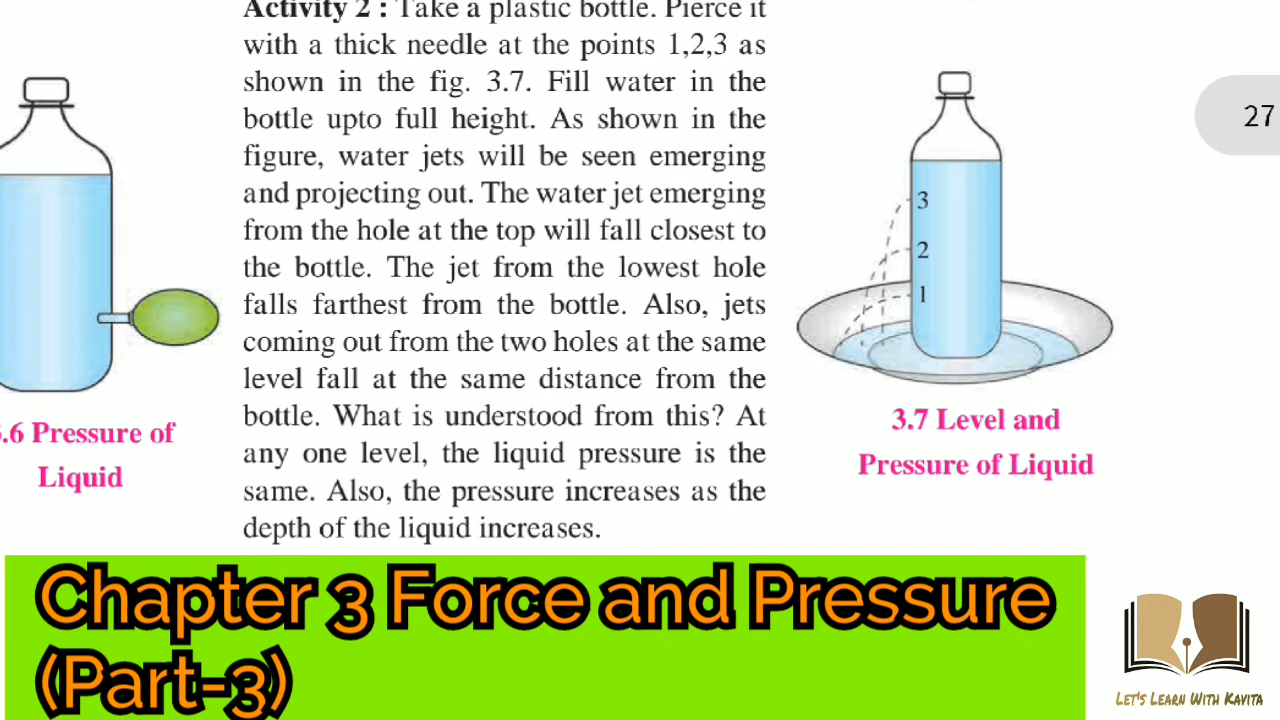 Activity 2 : Take a plastic bottle. Pierce it
with a thick needle at the points 1,2,3 as
shown in the fig. 3.7. Fill water in the
bottle upto full height. As shown in the
figure, water jets will be seen emerging
and projecting out. The water jet emerging
from the hole at the top will fall closest to
the bottle. The jet from the lowest hole
falls farthest from the bottle. Also, jets
coming out from the two holes at the same
level fall at the same distance from the
bottle. What is understood from this? At
any one level, the liquid pressure is the
same. Also, the pressure increases as the
depth of the liquid increases.
.6 Pressure of
Liquid
3
2
1
3.7 Level and
Pressure of Liquid
27
Chapter 3 Force and Pressure
(Part-3)
LET'S LEARN WITH KAVITA